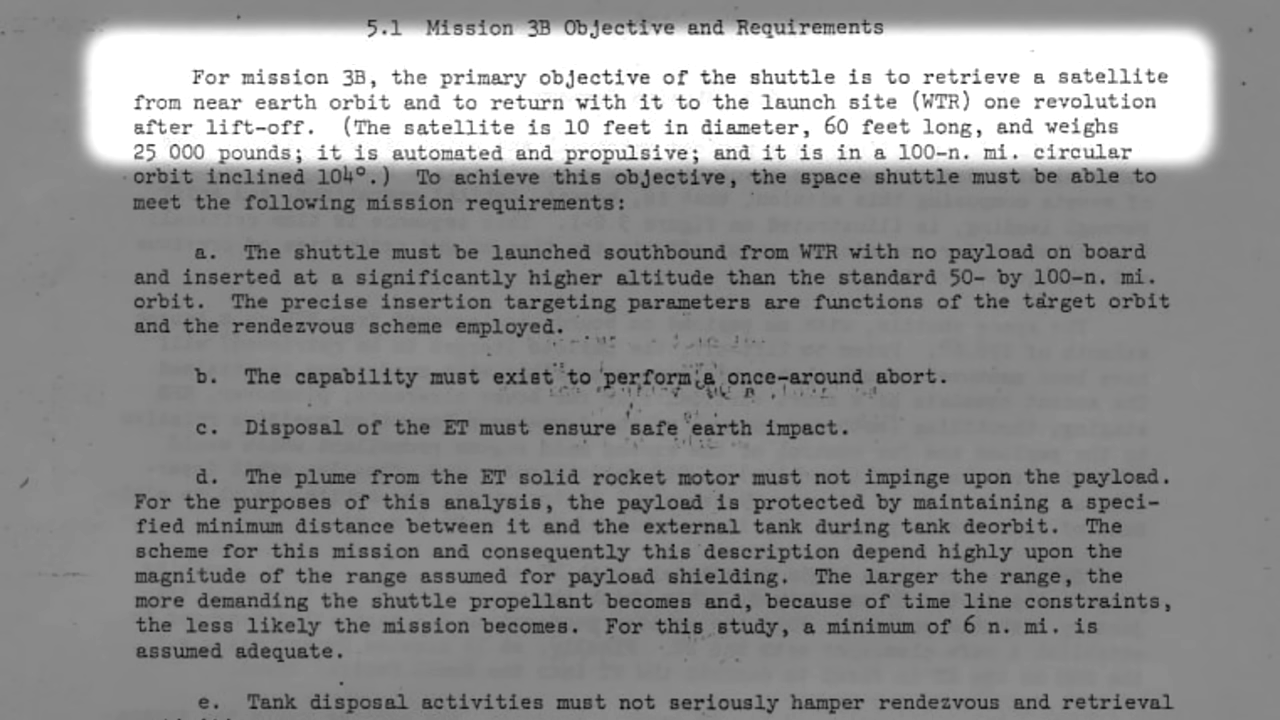 5.1 Mission 3B Objective and Requirements
For mission 3B, the primary objective of the shuttle is to retrieve a satellite
from near earth orbit and to return with it to the launch site (WTR) one revolution
after lift-off. (The satellite is 10 feet in diameter, 60 feet long, and weighs
25 000 pounds; it is automated and propulsive; and it is in a 100-n. mi. circular
orbit inclined 104°.) To achieve this objective, the space shuttle must be able to
meet the following mission requirements:
a. The shuttle must be launched southbound from WTR with no payload on board
and inserted at a significantly higher altitude than the standard 50- by 100-n. mi.
orbit. The precise insertion targeting parameters are functions of the target orbit
and the rendezvous scheme employed.
b. The capability must exist to perform a once-around abort.
c. Disposal of the ET must ensure safe earth impact.
d. The plume from the ET solid rocket motor must not impinge upon the payload.
For the purposes of this analysis, the payload is protected by maintaining a speci-
fied minimum distance between it and the external tank during tank deorbit. The
scheme for this mission and consequently this description depend highly upon the
magnitude of the range assumed for payload shielding. The larger the range, the
more demanding the shuttle propellant becomes and, because of time line constraints,
the less likely the mission becomes. For this study, a minimum of 6 n. mi. is
assumed adequate.
e. Tank disposal activities must not seriously hamper rendezvous and retrieval